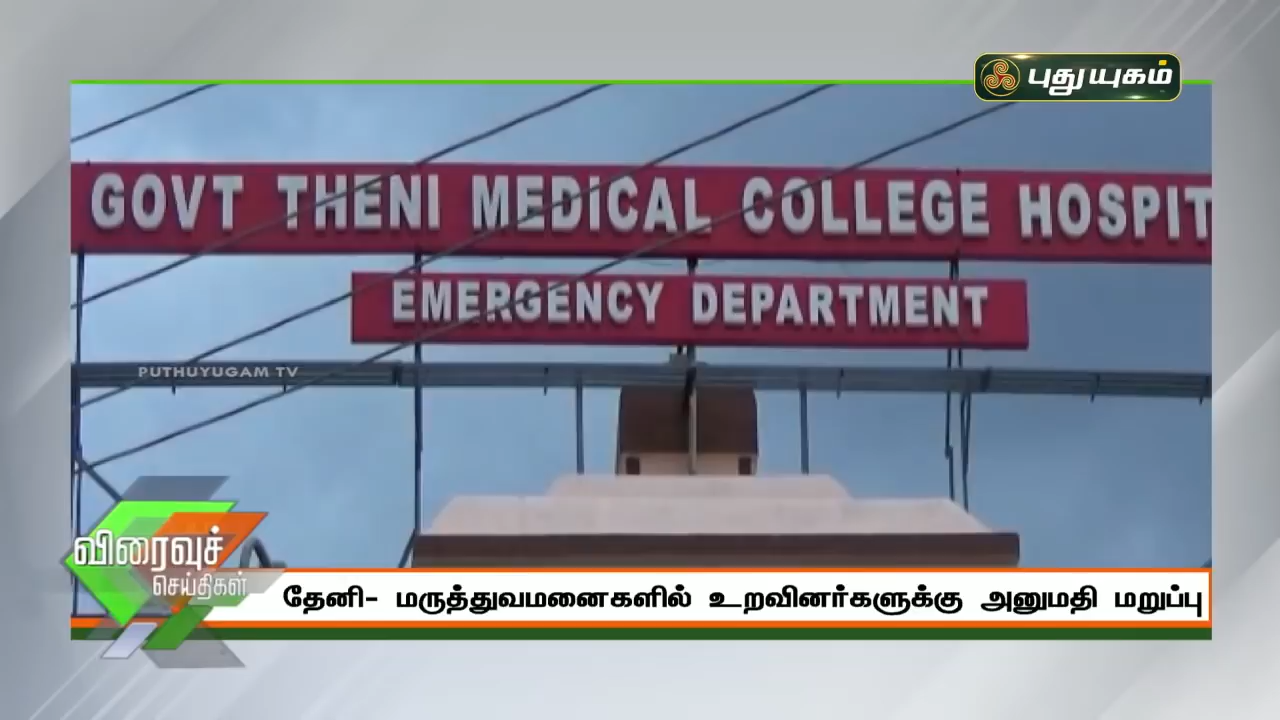 புதுயுகம்
GOVT THENI MEDICAL COLLEGE HOSPIT
EMERGENCY DEPARTMENT
PUTHUYUGAM TV
விரைவுச்
செய்திகள்
தேனி- மருத்துவமனைகளில் உறவினர்களுக்கு அனுமதி மறுப்பு